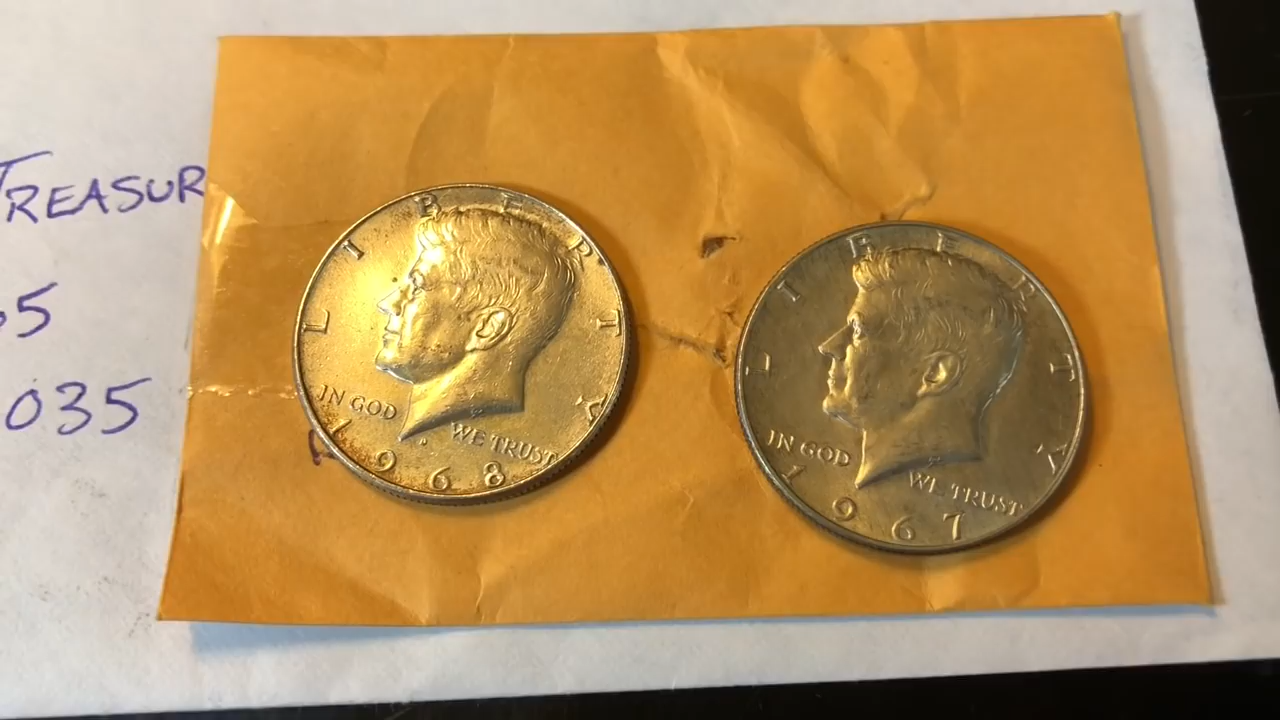 TREASUR
5
035
LIBERTY
IN GOD WE TRUST
1968
LIBERTY
IN GOD WE TRUST
1967